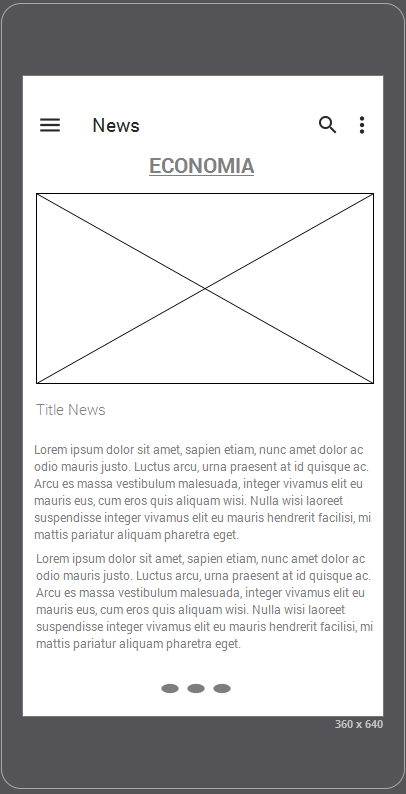 News
ECONOMIA
Title News
Lorem ipsum dolor sit amet, sapien etiam, nunc amet dolor ac
odio mauris justo. Luctus arcu, urna praesent at id quisque ac.
Arcu es massa vestibulum malesuada, integer vivamus elit eu
mauris eus, cum eros quis aliquam wisi. Nulla wisi laoreet
suspendisse integer vivamus elit eu mauris hendrerit facilisi, mi
mattis pariatur aliquam pharetra eget.
Lorem ipsum dolor sit amet, sapien etiam, nunc amet dolor ac
odio mauris justo. Luctus arcu, urna praesent at id quisque ac.
Arcu es massa vestibulum malesuada, integer vivamus elit eu
mauris eus, cum eros quis aliquam wisi. Nulla wisi laoreet
suspendisse integer vivamus elit eu mauris hendrerit facilisi, mi
mattis pariatur aliquam pharetra eget.
360 x 640